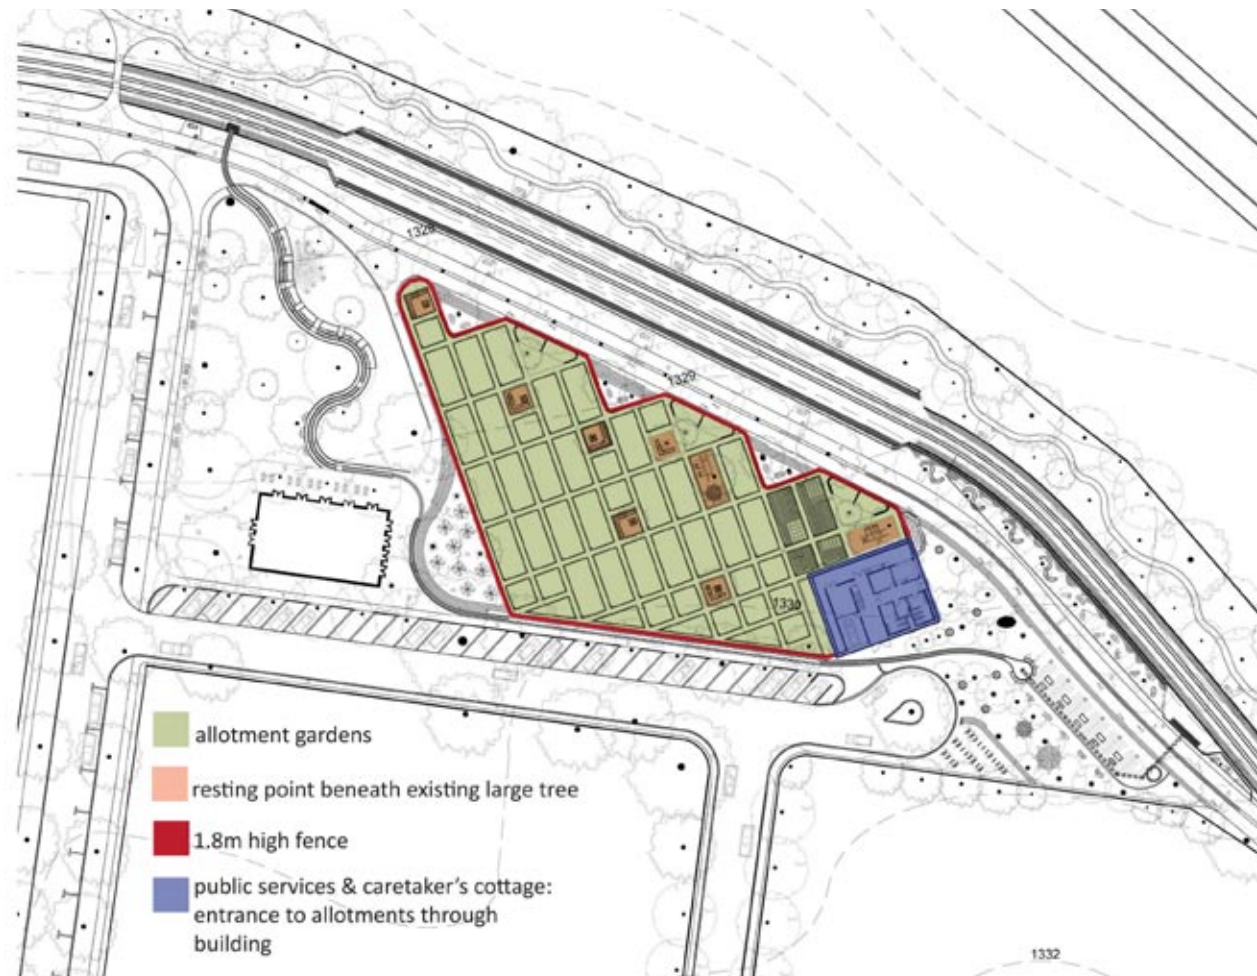 1328
1329
1330
allotment gardens
resting point beneath existing large tree
1.8m high fence
public services & caretaker's cottage:
entrance to allotments through
building
1332